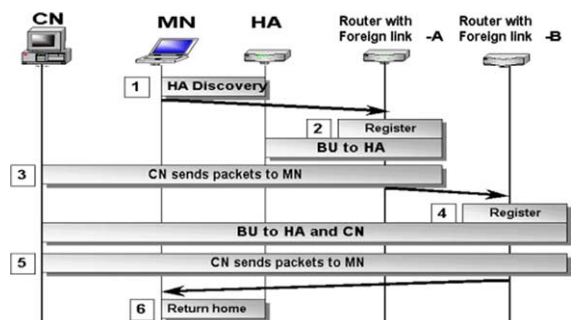 CN
MN
HA
Router with
Foreign link -A
Router with
Foreign link -B
1 HA Discovery
2 Register
BU to HA
3 CN sends packets to MN
4 Register
BU to HA and CN
5 CN sends packets to MN
6 Return home